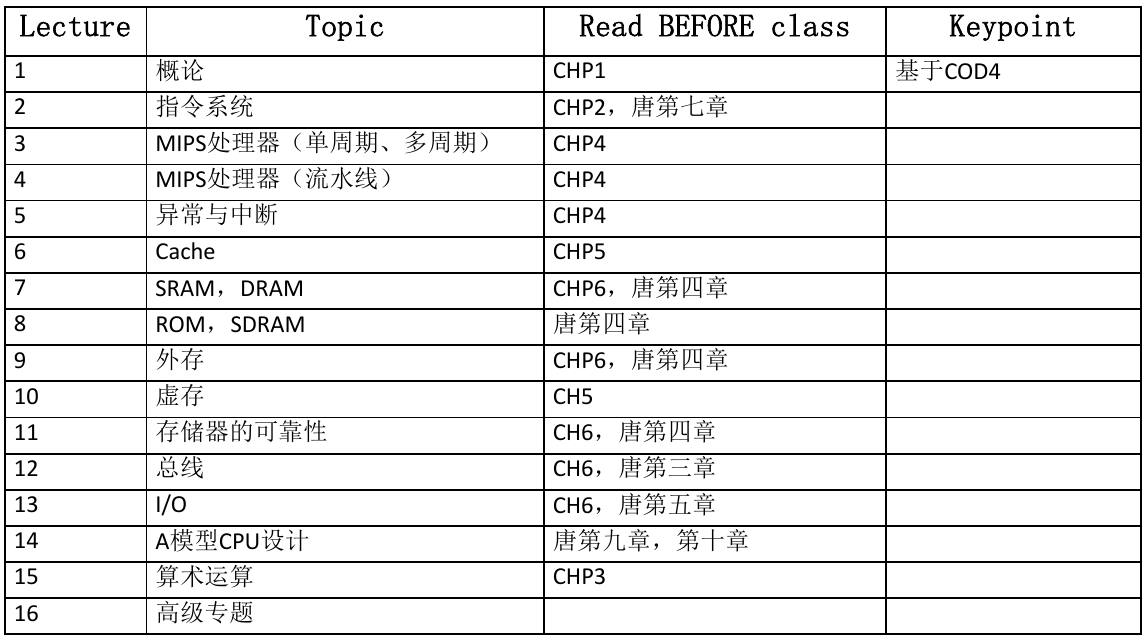 Lecture Topic Read BEFORE class Keypoint
1 概论 CHP1 基于COD4
2 指令系统 CHP2，唐第七章
3 MIPS处理器（单周期、多周期） CHP4
4 MIPS处理器（流水线） CHP4
5 异常与中断 CHP4
6 Cache CHP5
7 SRAM，DRAM CHP6，唐第四章
8 ROM，SDRAM 唐第四章
9 外存 CHP6，唐第四章
10 虚存 CH5
11 存储器的可靠性 CH6，唐第四章
12 总线 CH6，唐第三章
13 I/O CH6，唐第五章
14 A模型CPU设计 唐第九章，第十章
15 算术运算 CHP3
16 高级专题